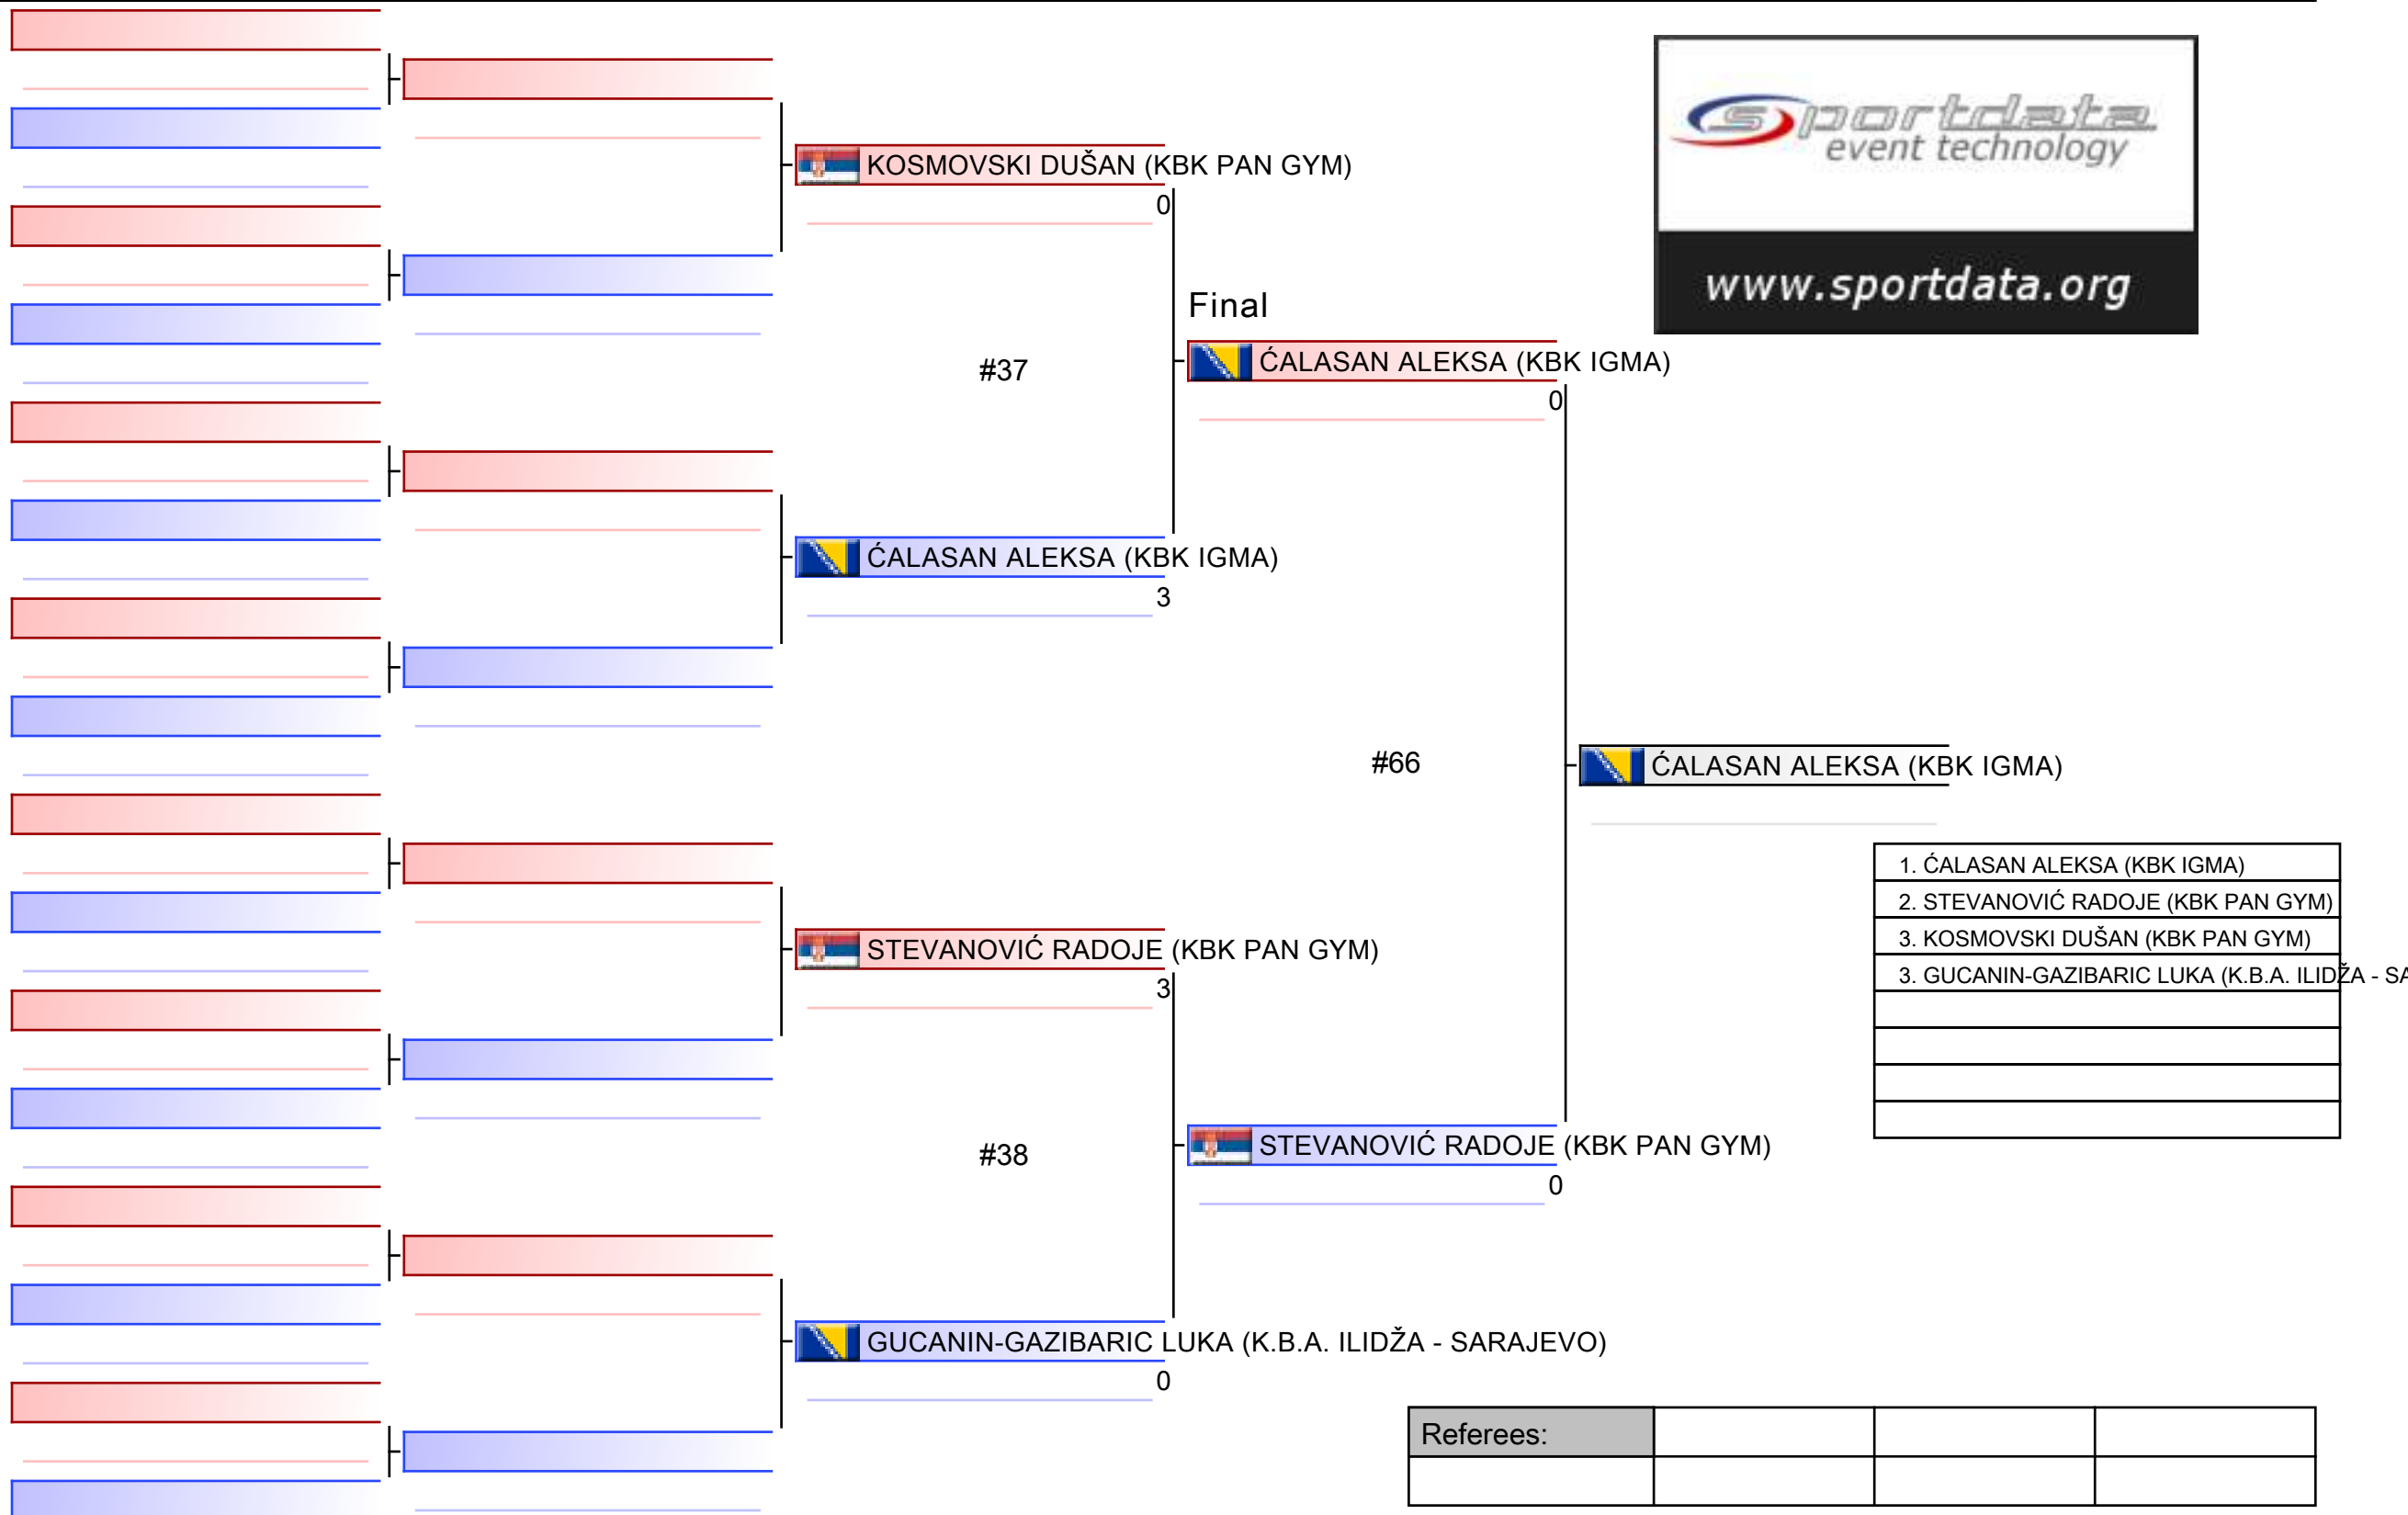 sportdata
event technology
www.sportdata.org
KOSMOVSKI DUŠAN (KBK PAN GYM)
0
Final
#37
ĆALASAN ALEKSA (KBK IGMA)
0
ĆALASAN ALEKSA (KBK IGMA)
3
#66
ĆALASAN ALEKSA (KBK IGMA)
1. ĆALASAN ALEKSA (KBK IGMA)
2. STEVANOVIĆ RADOJE (KBK PAN GYM)
3. KOSMOVSKI DUŠAN (KBK PAN GYM)
3. GUCANIN-GAZIBARIC LUKA (K.B.A. ILIDŽA - SA
STEVANOVIĆ RADOJE (KBK PAN GYM)
3
#38
STEVANOVIĆ RADOJE (KBK PAN GYM)
0
GUCANIN-GAZIBARIC LUKA (K.B.A. ILIDŽA - SARAJEVO)
0
Referees: